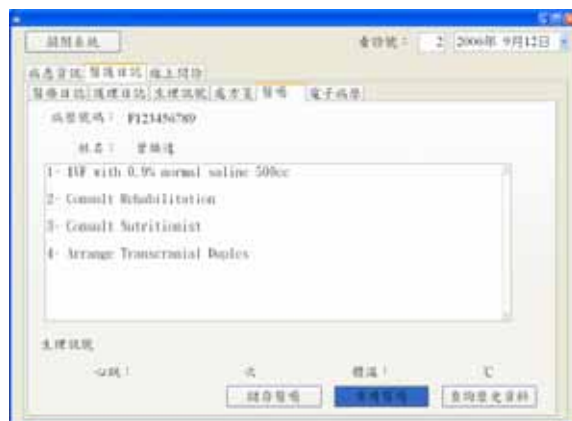 關閉系統 看診號： 2 2006年 9月12日
病患資訊 醫護日誌 線上問診
醫療日誌 護理日誌 生理訊號 處方箋 醫囑 電子病歷
病歷號碼： F123456789
姓名：
1- IVF with 0.9% normal saline 500cc
2- Consult Rehabilitation
3- Consult Nutritionist
4- Arrange Transcranial Duplex
生理訊號
心跳： 次 體溫： ℃
儲存醫囑 查詢歷史資料